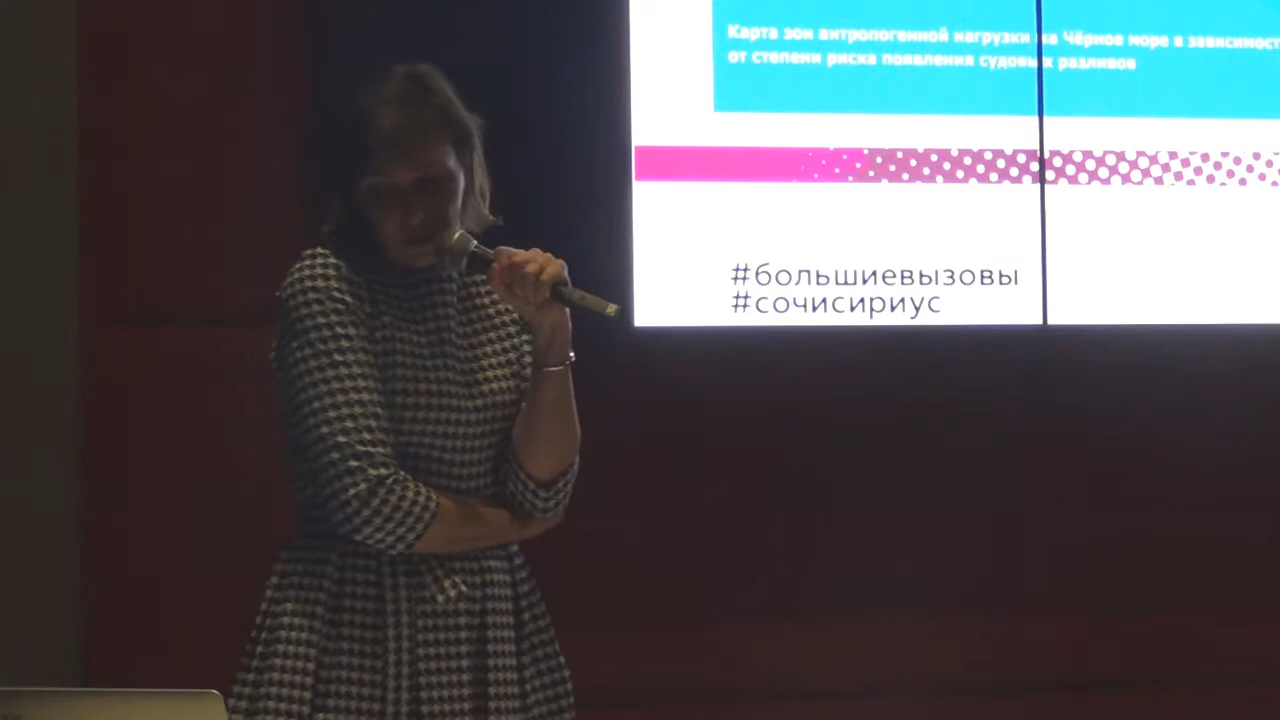 Карта зон антропогенной нагрузки на Чёрное море в зависимост
от степени риска появления судовых разливов
#большиевызовы
#сочисириус